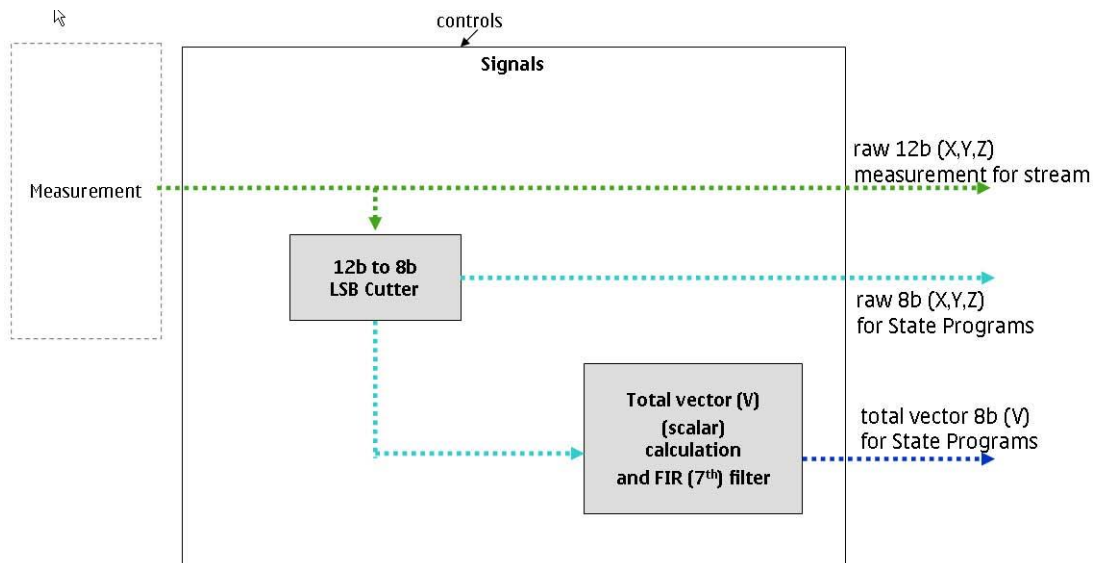 controls
Signals
Measurement
raw 12b (X,Y,Z)
measurement for stream
12b to 8b
LSB Cutter
raw 8b (X,Y,Z)
for State Programs
Total vector (V)
(scalar)
calculation
and FIR (7th) filter
total vector 8b (V)
for State Programs